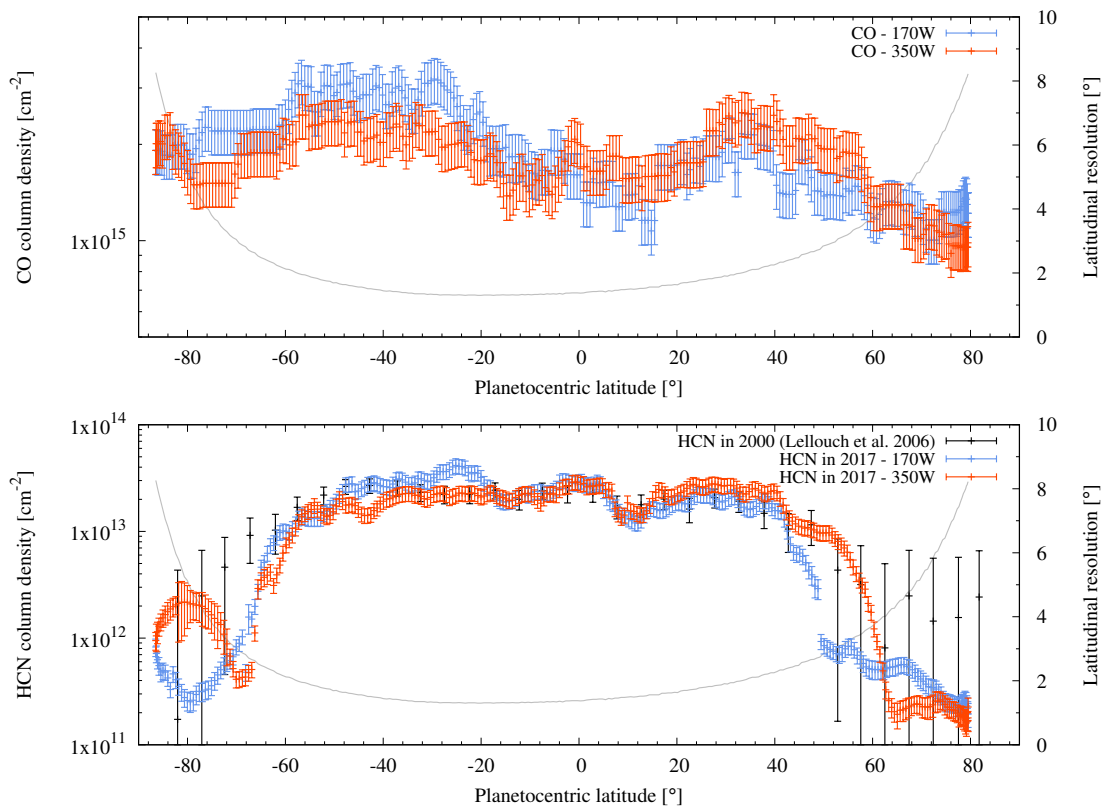 CO column density [cm-2]
1x10^15
10
8
6
4
2
0
Latitudinal resolution [°]
CO - 170W
CO - 350W
-80 -60 -40 -20 0 20 40 60 80
Planetocentric latitude [°]
HCN column density [cm-2]
1x10^14
1x10^13
1x10^12
1x10^11
10
8
6
4
2
0
Latitudinal resolution [°]
HCN in 2000 (Lellouch et al. 2006)
HCN in 2017 - 170W
HCN in 2017 - 350W
-80 -60 -40 -20 0 20 40 60 80
Planetocentric latitude [°]